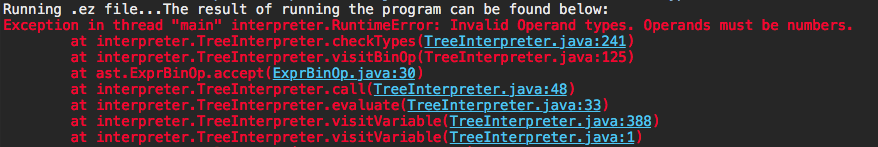 Running .ez file...The result of running the program can be found below:
Exception in thread "main" interpreter.RuntimeError: Invalid Operand types. Operands must be numbers.
at interpreter.TreeInterpreter.checkTypes(TreeInterpreter.java:241)
at interpreter.TreeInterpreter.visitBinOp(TreeInterpreter.java:125)
at ast.ExprBinOp.accept(ExprBinOp.java:30)
at interpreter.TreeInterpreter.call(TreeInterpreter.java:48)
at interpreter.TreeInterpreter.evaluate(TreeInterpreter.java:33)
at interpreter.TreeInterpreter.visitVariable(TreeInterpreter.java:388)
at interpreter.TreeInterpreter.visitVariable(TreeInterpreter.java:1)